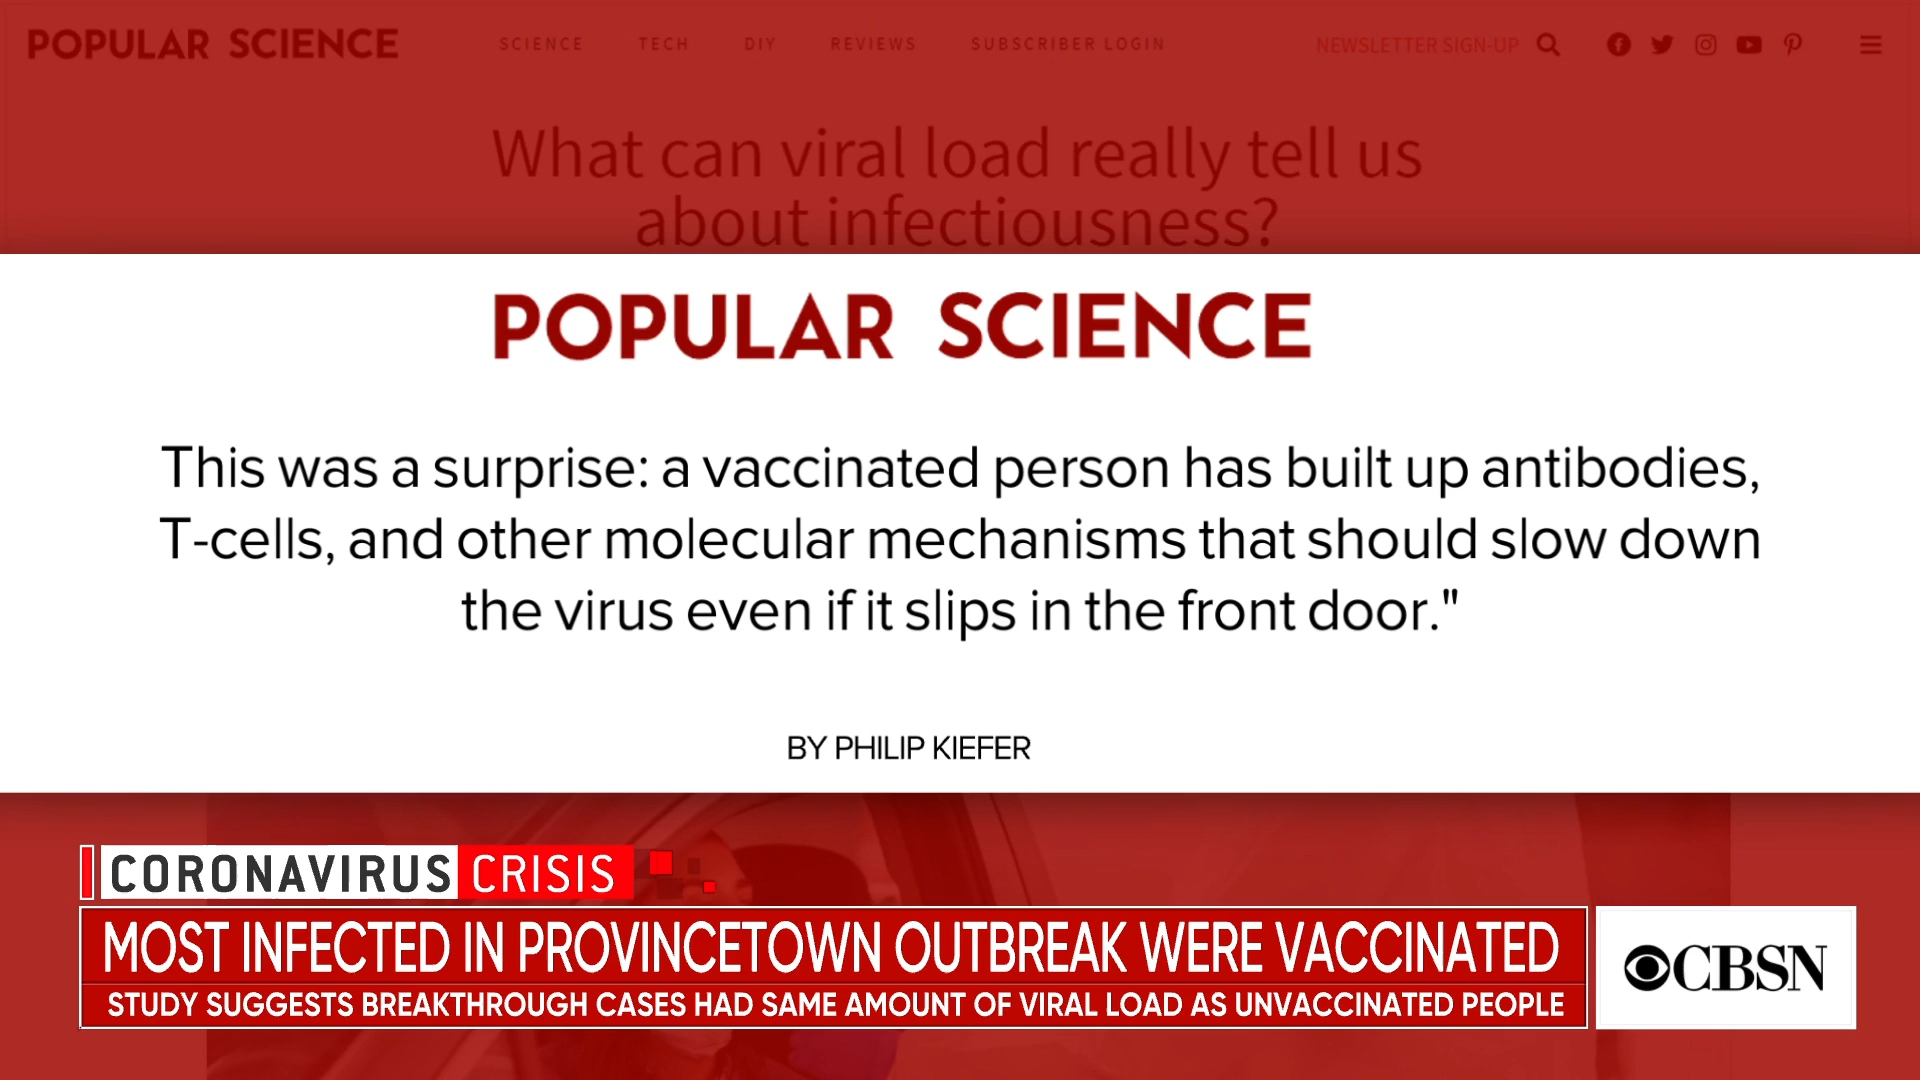 POPULAR SCIENCE SCIENCE TECH DIY REVIEWS SUBSCRIBER LOGIN NEWSLETTER SIGN-UP
What can viral load really tell us
about infectiousness?
POPULAR SCIENCE
This was a surprise: a vaccinated person has built up antibodies,
T-cells, and other molecular mechanisms that should slow down
the virus even if it slips in the front door."
BY PHILIP KIEFER
CORONAVIRUS CRISIS
MOST INFECTED IN PROVINCETOWN OUTBREAK WERE VACCINATED
STUDY SUGGESTS BREAKTHROUGH CASES HAD SAME AMOUNT OF VIRAL LOAD AS UNVACCINATED PEOPLE
CBSN